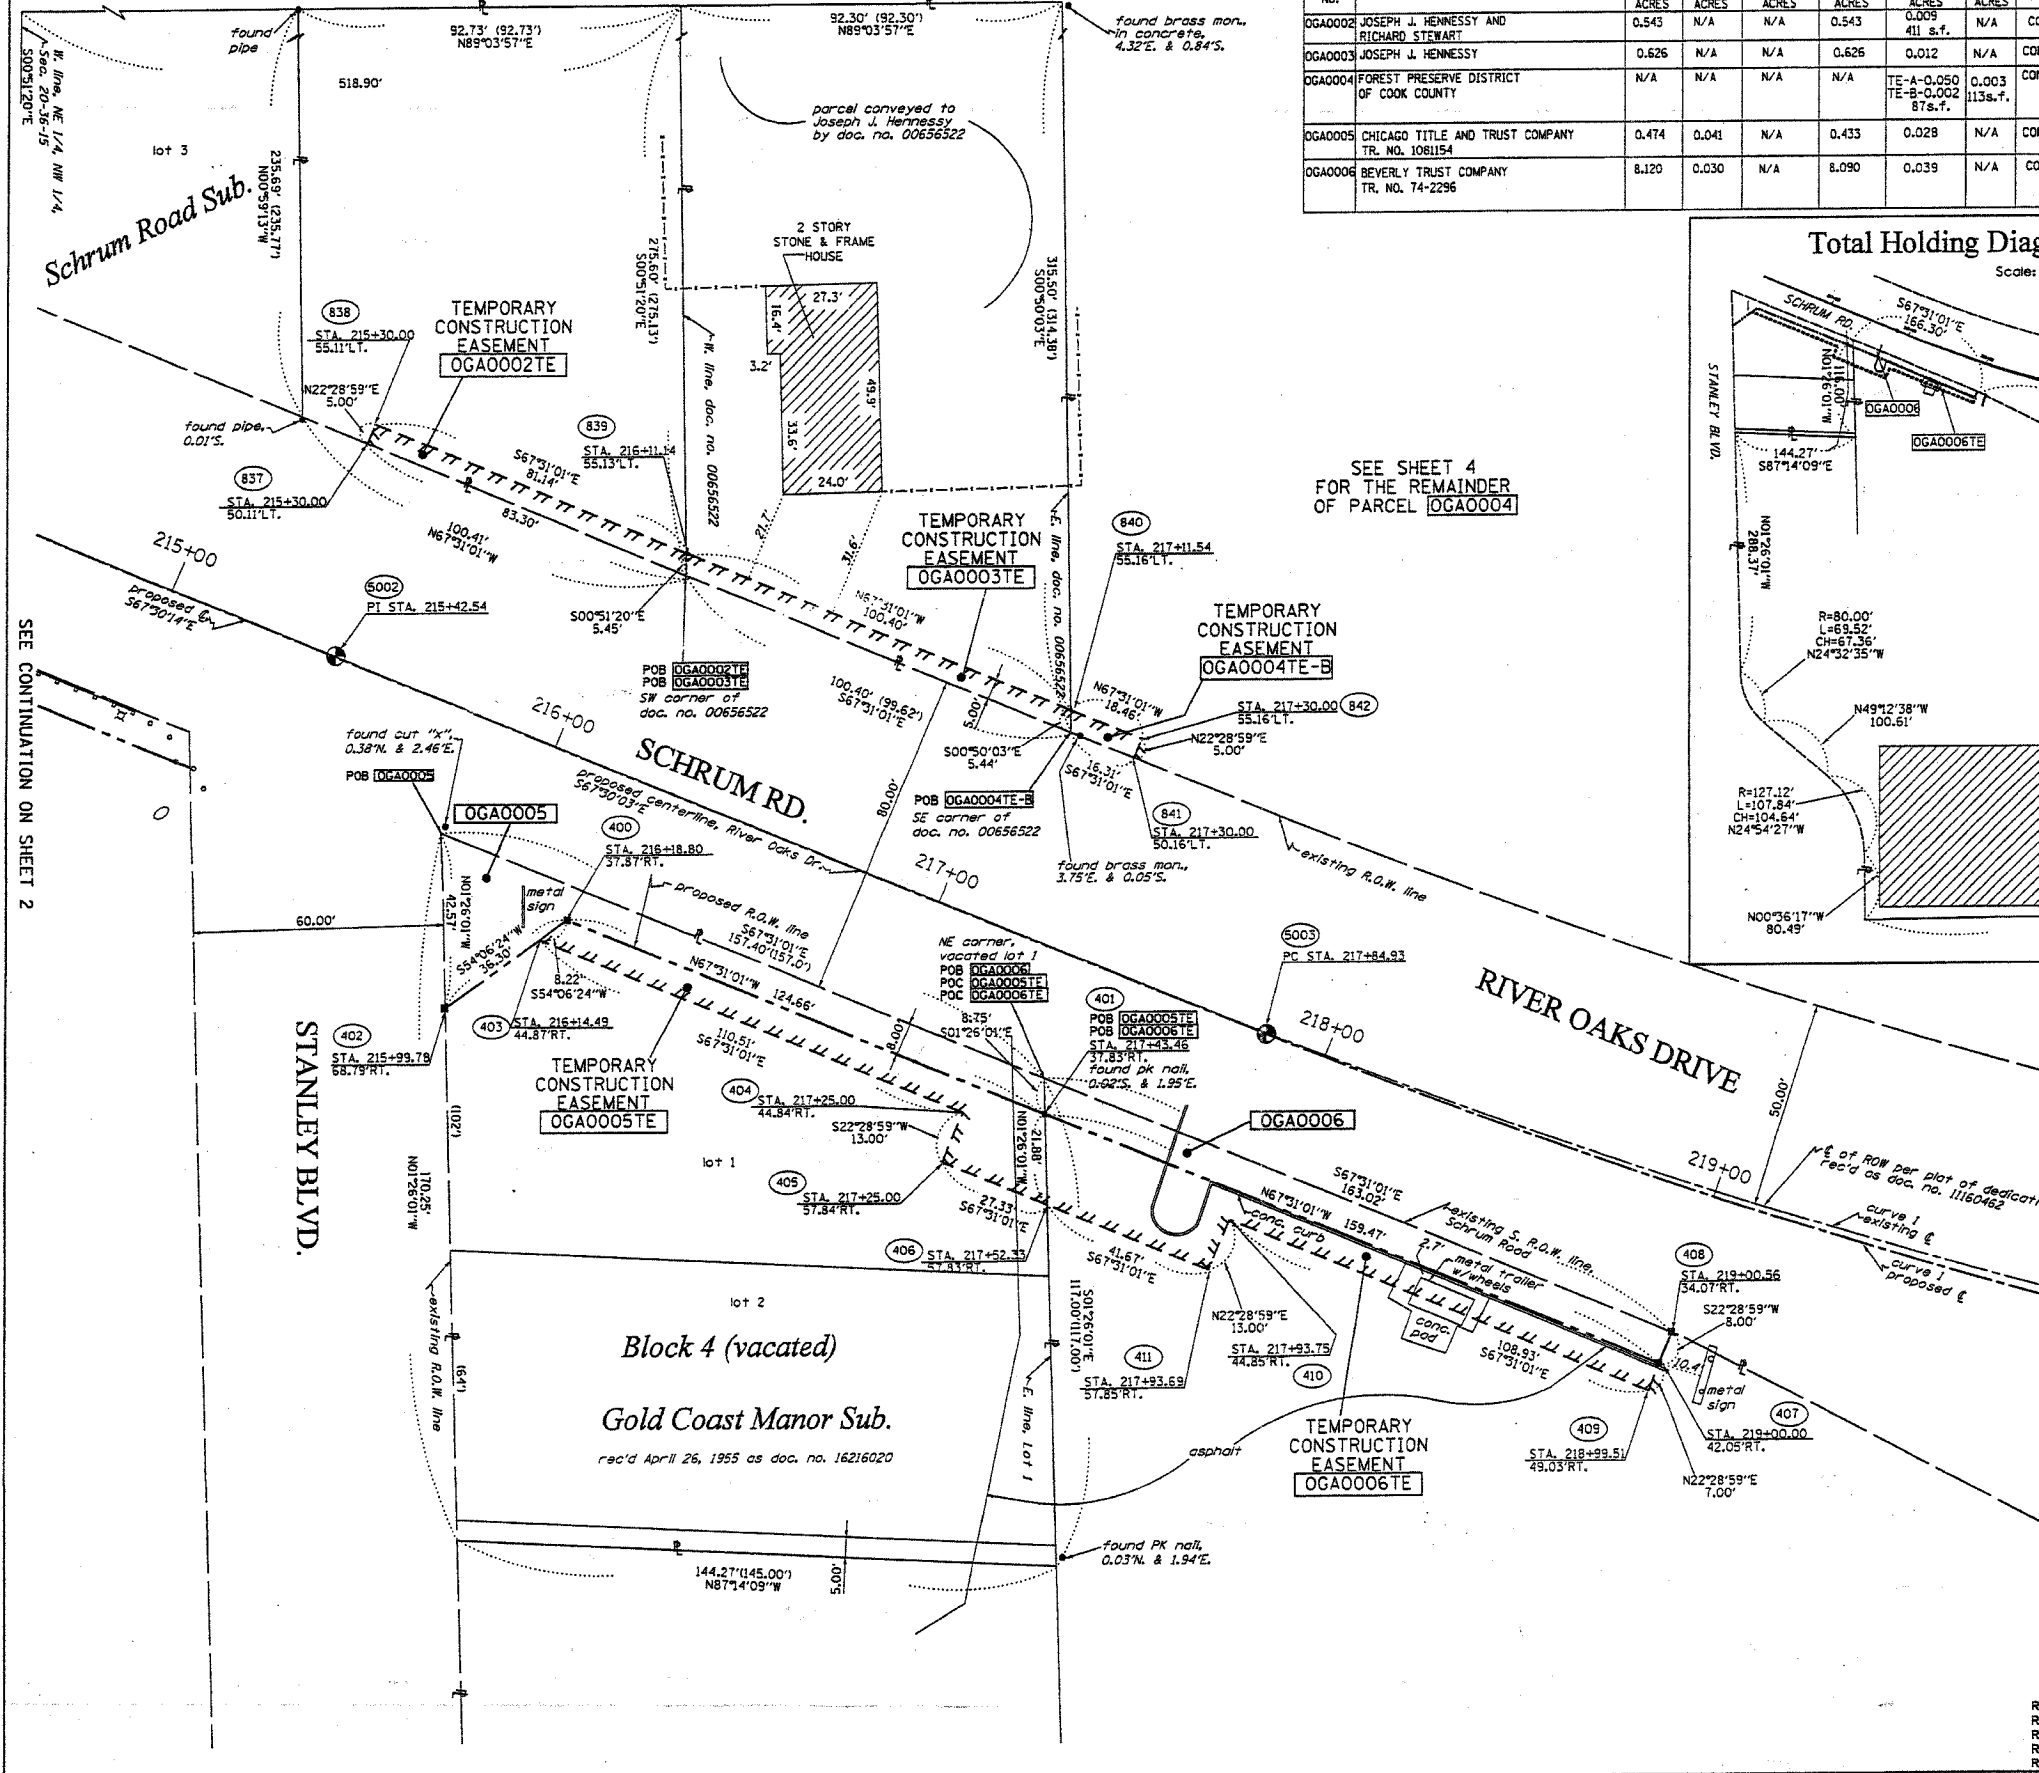 NO.
ACRES ACRES ACRES ACRES ACRES ACRES
0GA0002 JOSEPH J. HENNESSY AND RICHARD STEWART 0.543 N/A N/A 0.543 0.009 411 s.f. N/A
0GA0003 JOSEPH J. HENNESSY 0.626 N/A N/A 0.626 0.012 N/A
0GA0004 FOREST PRESERVE DISTRICT OF COOK COUNTY N/A N/A N/A N/A TE-A-0.050 TE-B-0.002 87s.f. 0.003 113s.f.
0GA0005 CHICAGO TITLE AND TRUST COMPANY TR. NO. 1081154 0.474 0.041 N/A 0.433 0.028 N/A
0GA0006 BEVERLY TRUST COMPANY TR. NO. 74-2296 8.120 0.030 N/A 8.090 0.039 N/A
W. line, NE 1/4, NW 1/4,
Sec. 20-36-15
S00°51'20"E
found
pipe
92.73' (92.73')
N89°03'57"E
92.30' (92.30')
N89°03'57"E
found brass mon.,
in concrete,
4.32'E. & 0.84'S.
518.90'
lot 3
235.69' (235.77')
N00°59'13"W
Schrum Road Sub.
parcel conveyed to
Joseph J. Hennessy
by doc. no. 00656522
2 STORY
STONE & FRAME
HOUSE
27.3'
16.4'
3.2'
49.9'
33.6'
24.0'
21.7'
31.6'
275.60' (275.13')
S00°51'20"E
W. line, doc. no. 00656522
315.50' (314.38')
S00°50'03"E
E. line, doc. no. 00656522
838
STA. 215+30.00
55.11'LT.
TEMPORARY
CONSTRUCTION
EASEMENT
0GA0002TE
N22°28'59"E
5.00'
found pipe,
0.01'S.
837
STA. 215+30.00
50.11'LT.
839
STA. 216+11.14
55.13'LT.
S67°31'01"E
81.14'
83.30'
100.41'
N67°31'01"W
215+00
proposed ℄
S67°30'14"E
5002
PI STA. 215+42.54
S00°51'20"E
5.45'
POB 0GA0002TE
POB 0GA0003TE
SW corner of
doc. no. 00656522
TEMPORARY
CONSTRUCTION
EASEMENT
0GA0003TE
N67°31'01"W
100.40'
100.40' (99.62')
S67°31'01"E
5.00'
840
STA. 217+11.54
55.16'LT.
TEMPORARY
CONSTRUCTION
EASEMENT
0GA0004TE-B
N67°31'01"W
18.46'
STA. 217+30.00 842
55.16'LT.
N22°28'59"E
5.00'
S00°50'03"E
5.44'
16.31'
S67°31'01"E
POB 0GA0004TE-B
SE corner of
doc. no. 00656522
841
STA. 217+30.00
50.16'LT.
found brass mon.,
3.75'E. & 0.05'S.
existing R.O.W. line
SEE SHEET 4
FOR THE REMAINDER
OF PARCEL 0GA0004
Total Holding Diag
Scale:
SCHRUM RD.
S67°31'01"E
166.30'
116.00'
N01°26'01"W
0GA0006
0GA0006TE
STANLEY BLVD.
144.27'
S87°14'09"E
N01°26'01"W
288.37'
R=80.00'
L=69.52'
CH=67.36'
N24°32'35"W
N49°12'38"W
100.61'
R=127.12'
L=107.84'
CH=104.64'
N24°54'27"W
N00°36'17"W
80.49'
SEE CONTINUATION ON SHEET 2
216+00
SCHRUM RD.
proposed centerline, River Oaks Dr.
S67°30'03"E
80.00'
217+00
found cut "x",
0.38'N. & 2.46'E.
POB 0GA0005
0GA0005
400
STA. 216+18.80
37.87'RT.
metal
sign
N01°26'01"W
42.57'
S54°06'24"W
36.30'
60.00'
proposed R.O.W. line
S67°31'01"E
157.40'(157.0')
N67°31'01"W 124.66'
8.22'
S54°06'24"W
402
STA. 215+99.78
68.79'RT.
403
STA. 216+14.49
44.87'RT.
110.51'
S67°31'01"E
8.00'
TEMPORARY
CONSTRUCTION
EASEMENT
0GA0005TE
NE corner,
vacated lot 1
POB 0GA0006
POC 0GA0005TE
POC 0GA0006TE
8.75'
S01°26'01"E
401
POB 0GA0005TE
POB 0GA0006TE
STA. 217+43.46
37.83'RT.
found pk nail,
0.02'S. & 1.95'E.
5003
PC STA. 217+84.93
218+00
RIVER OAKS DRIVE
50.00'
219+00
℄ of ROW per plat of dedicati
rec'd as doc. no. 11160462
curve 1
existing ℄
curve 1
proposed ℄
404
STA. 217+25.00
44.84'RT.
S22°28'59"W
13.00'
405
STA. 217+25.00
57.84'RT.
21.88'
N01°26'01"W
27.33'
S67°31'01"E
406
STA. 217+52.33
57.83'RT.
lot 1
0GA0006
S67°31'01"E
163.02'
N67°31'01"W 159.47'
conc. curb
existing S. R.O.W. line,
Schrum Road
2.7'
metal trailer
w/wheels
conc.
pad
41.67'
S67°31'01"E
N22°28'59"E
13.00'
STA. 217+93.75
44.85'RT.
410
411
STA. 217+93.69
57.85'RT.
108.93'
S67°31'01"E
408
STA. 219+00.56
34.07'RT.
S22°28'59"W
8.00'
10.4'
metal
sign
407
STA. 219+00.00
42.05'RT.
409
STA. 218+99.51
49.03'RT.
N22°28'59"E
7.00'
TEMPORARY
CONSTRUCTION
EASEMENT
0GA0006TE
asphalt
STANLEY BLVD.
(102')
170.25'
N01°26'01"W
(64')
existing R.O.W. line
lot 2
Block 4 (vacated)
Gold Coast Manor Sub.
rec'd April 26, 1955 as doc. no. 16216020
S01°26'01"E
117.00'(117.00')
E. line, Lot 1
144.27'(145.00')
N87°14'09"W
5.00'
found PK nail,
0.03'N. & 1.94'E.